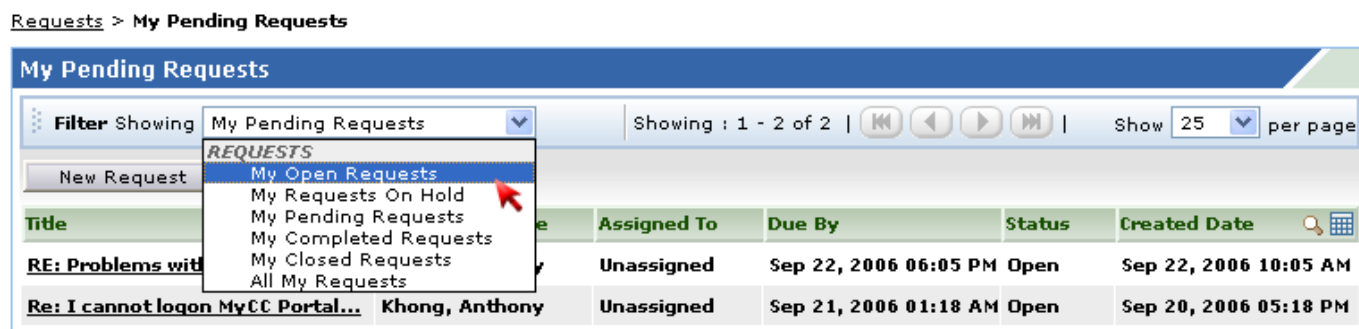 Requests > My Pending Requests
My Pending Requests
Filter Showing My Pending Requests Showing : 1 - 2 of 2 | | Show 25 per page
REQUESTS
New Request My Open Requests
My Requests On Hold
My Pending Requests
Title Assigned To Due By Status Created Date
My Completed Requests
My Closed Requests
RE: Problems with Unassigned Sep 22, 2006 06:05 PM Open Sep 22, 2006 10:05 AM
All My Requests
Re: I cannot logon MyCC Portal... Khong, Anthony Unassigned Sep 21, 2006 01:18 AM Open Sep 20, 2006 05:18 PM